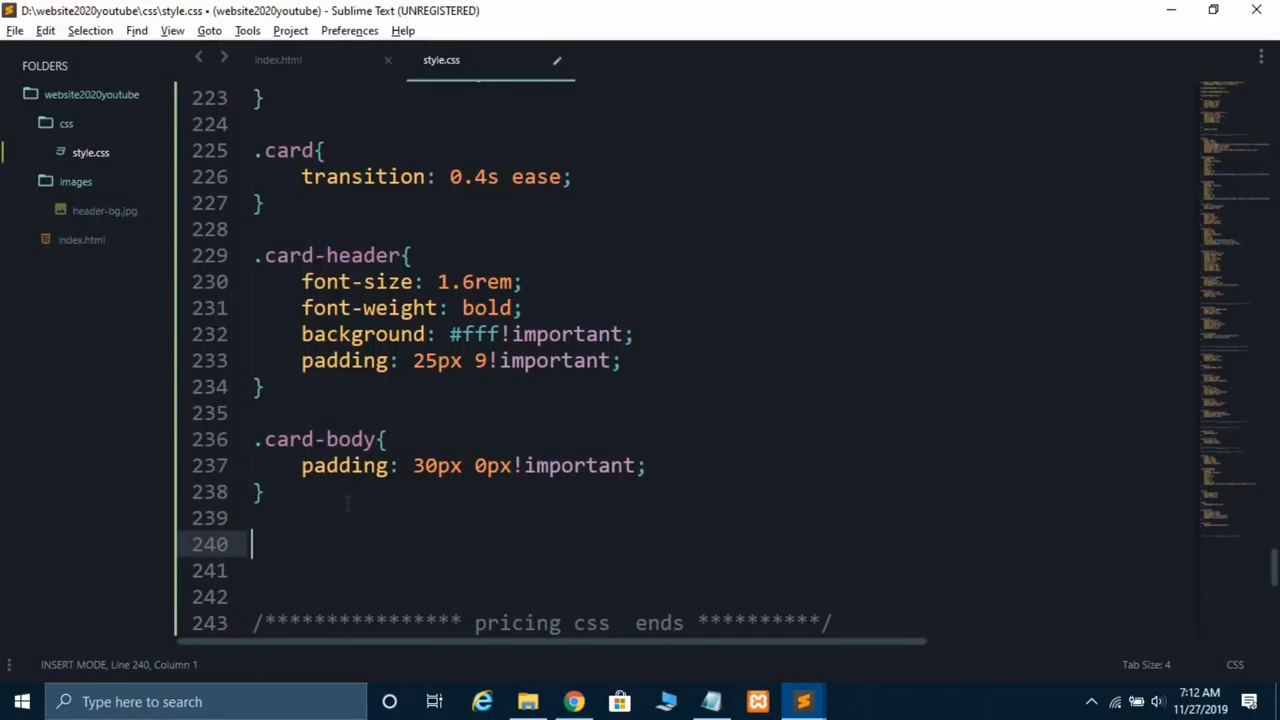 D:\website2020youtube\css\style.css • (website2020youtube) - Sublime Text (UNREGISTERED)
File Edit Selection Find View Goto Tools Project Preferences Help
FOLDERS
website2020youtube
css
style.css
images
header-bg.jpg
index.html
index.html
style.css
223 }
224
225 .card{
226 transition: 0.4s ease;
227 }
228
229 .card-header{
230 font-size: 1.6rem;
231 font-weight: bold;
232 background: #fff!important;
233 padding: 25px 9!important;
234 }
235
236 .card-body{
237 padding: 30px 0px!important;
238 }
239
240
241
242
243 /**************** pricing css  ends **********/
INSERT MODE, Line 240, Column 1
Tab Size: 4
CSS
Type here to search
7:12 AM
11/27/2019